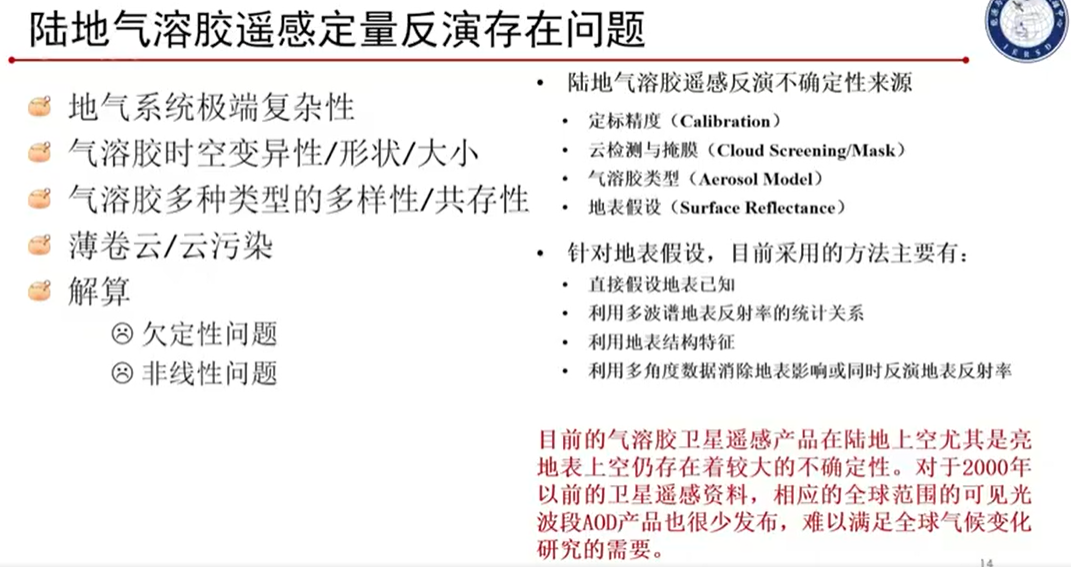 陆地气溶胶遥感定量反演存在问题
地气系统极端复杂性
气溶胶时空变异性/形状/大小
气溶胶多种类型的多样性/共存性
薄卷云/云污染
解算
☹ 欠定性问题
☹ 非线性问题
• 陆地气溶胶遥感反演不确定性来源
• 定标精度（Calibration）
• 云检测与掩膜（Cloud Screening/Mask）
• 气溶胶类型（Aerosol Model）
• 地表假设（Surface Reflectance）
• 针对地表假设，目前采用的方法主要有：
• 直接假设地表已知
• 利用多波谱地表反射率的统计关系
• 利用地表结构特征
• 利用多角度数据消除地表影响或同时反演地表反射率
目前的气溶胶卫星遥感产品在陆地上空尤其是亮
地表上空仍存在着较大的不确定性。对于2000年
以前的卫星遥感资料，相应的全球范围的可见光
波段AOD产品也很少发布，难以满足全球气候变化
研究的需要。
14